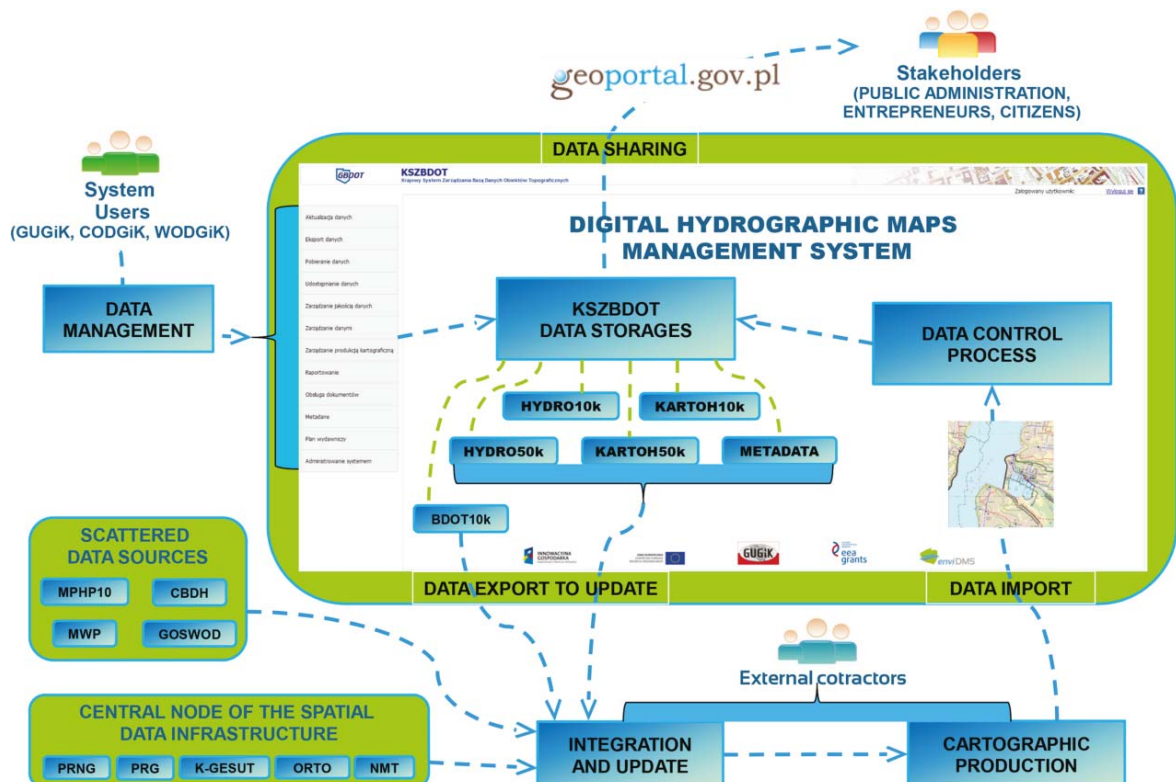 geoportal.gov.pl
Stakeholders
(PUBLIC ADMINISTRATION,
ENTREPRENEURS, CITIZENS)
System
Users
(GUGiK, CODGiK, WODGiK)
DATA
MANAGEMENT
DATA SHARING
GBDOT
KSZBDOT
Krajowy System Zarządzania Bazą Danych Obiektów Topograficznych
Zalogowany użytkownik:
Wyloguj się
?
Aktualizacja danych
Eksport danych
Pobieranie danych
Udostępnianie danych
Zarządzanie jakością danych
Zarządzanie danymi
Zarządzanie produkcją kartograficzną
Raportowanie
Obsługa dokumentów
Metadane
Plan wydawniczy
Administrowanie systemem
DIGITAL HYDROGRAPHIC MAPS
MANAGEMENT SYSTEM
KSZBDOT
DATA STORAGES
DATA CONTROL
PROCESS
HYDRO10k
KARTOH10k
HYDRO50k
KARTOH50k
METADATA
BDOT10k
INNOWACYJNA
GOSPODARKA
GUGiK
eea
grants
enviDMS
DATA EXPORT TO UPDATE
DATA IMPORT
SCATTERED
DATA SOURCES
MPHP10
CBDH
MWP
GOSWOD
External cotractors
CENTRAL NODE OF THE SPATIAL
DATA INFRASTRUCTURE
PRNG
PRG
K-GESUT
ORTO
NMT
INTEGRATION
AND UPDATE
CARTOGRAPHIC
PRODUCTION